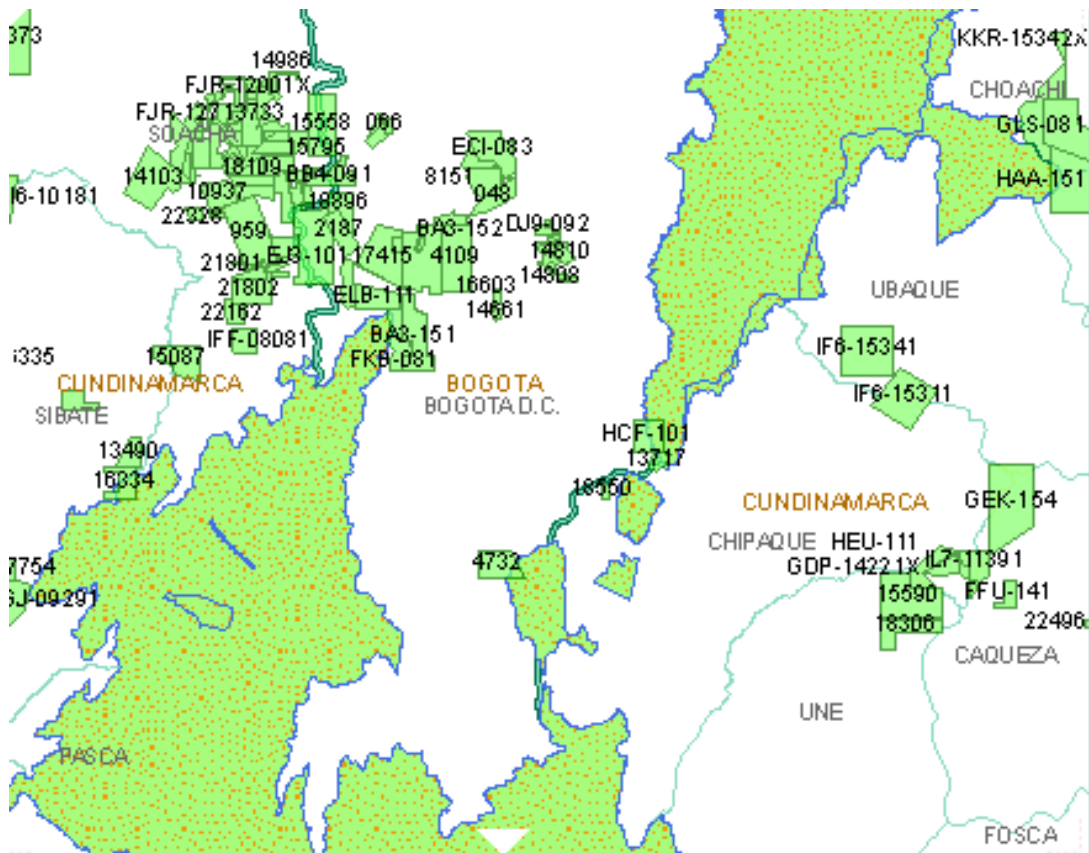 373
KKR-15342X
14986
FJR-12001X
CHOACHI
FJR-12713733
15558
066
GLS-081
SOACHA
15795
ECI-083
18109
BB4-091
14103
8151
HAA-151
I6-10181
10937
048
18896
22328
959
2187
BA3-152
DJ9-092
21801
EJ3-101
17415
4109
14810
14808
21802
16603
UBAQUE
ELB-111
22162
14661
IFF-08081
BA3-151
IF6-15341
15087
FKB-081
CUNDINAMARCA
BOGOTA
IF6-15311
SIBATE
BOGOTA D.C.
HCF-101
13490
13717
16334
18550
CUNDINAMARCA
GEK-154
CHIPAQUE
HEU-111
7754
4732
GDP-14221X
IL7-11391
GJ-09291
15590
FFU-141
18306
22496
CAQUEZA
UNE
PASCA
FOSCA